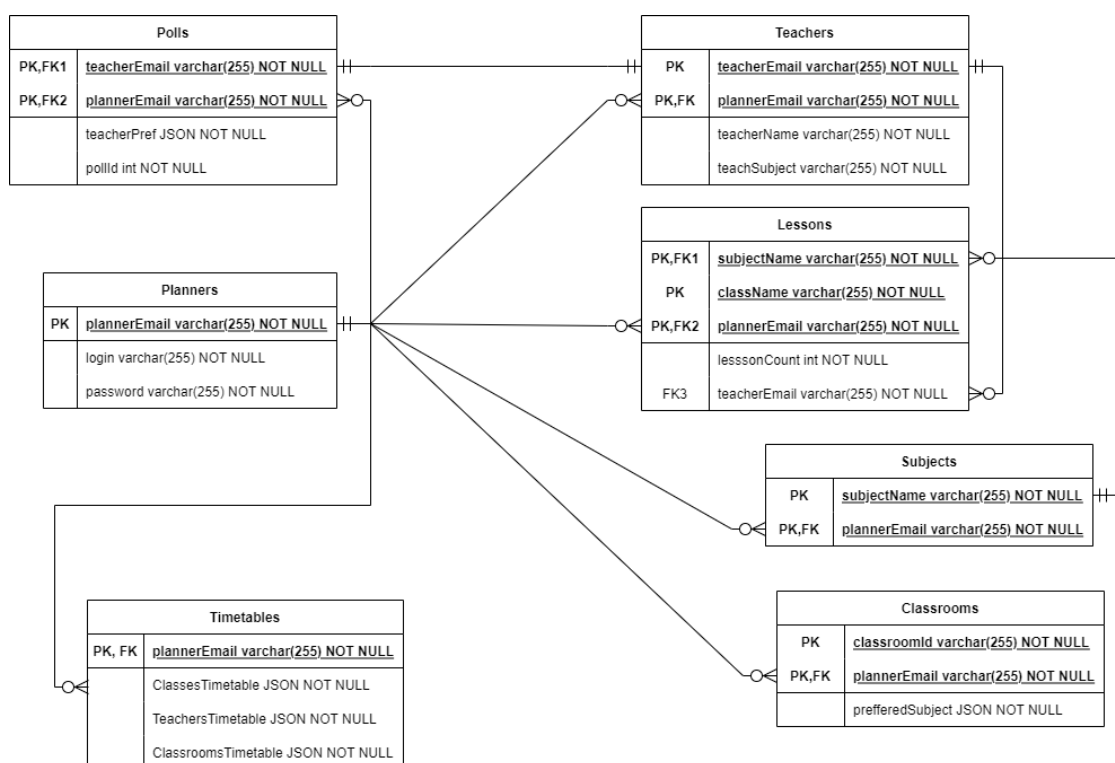 Polls
PK,FK1 teacherEmail varchar(255) NOT NULL
PK,FK2 plannerEmail varchar(255) NOT NULL
teacherPref JSON NOT NULL
pollId int NOT NULL
Teachers
PK teacherEmail varchar(255) NOT NULL
PK,FK plannerEmail varchar(255) NOT NULL
teacherName varchar(255) NOT NULL
teachSubject varchar(255) NOT NULL
Lessons
PK,FK1 subjectName varchar(255) NOT NULL
PK className varchar(255) NOT NULL
PK,FK2 plannerEmail varchar(255) NOT NULL
lesssonCount int NOT NULL
FK3 teacherEmail varchar(255) NOT NULL
Planners
PK plannerEmail varchar(255) NOT NULL
login varchar(255) NOT NULL
password varchar(255) NOT NULL
Subjects
PK subjectName varchar(255) NOT NULL
PK,FK plannerEmail varchar(255) NOT NULL
Timetables
PK, FK plannerEmail varchar(255) NOT NULL
ClassesTimetable JSON NOT NULL
TeachersTimetable JSON NOT NULL
ClassroomsTimetable JSON NOT NULL
Classrooms
PK classroomId varchar(255) NOT NULL
PK,FK plannerEmail varchar(255) NOT NULL
prefferedSubject JSON NOT NULL